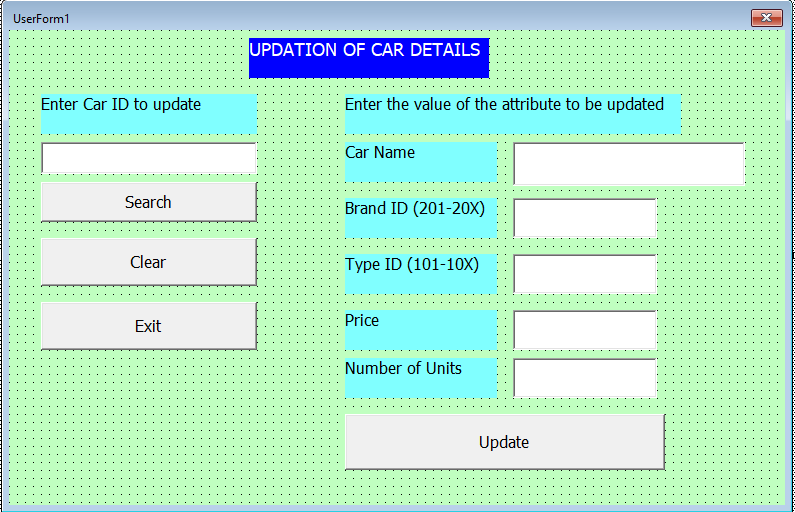 UserForm1
UPDATION OF CAR DETAILS
Enter Car ID to update
Search
Clear
Exit
Enter the value of the attribute to be updated
Car Name
Brand ID (201-20X)
Type ID (101-10X)
Price
Number of Units
Update